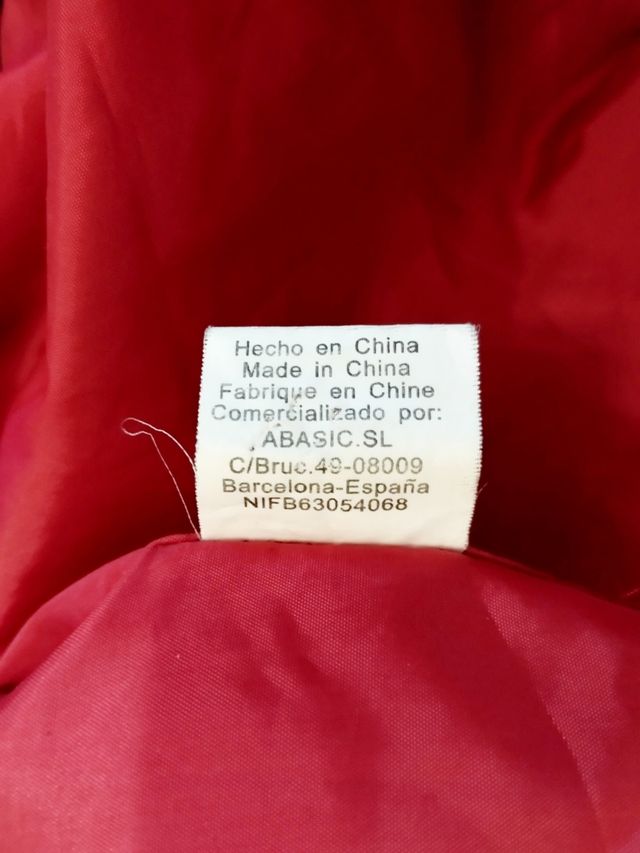 Hecho en China
Made in China
Fabrique en Chine
Comercializado por:
ABASIC.SL
C/Bruc.49-08009
Barcelona-España
NIFB63054068